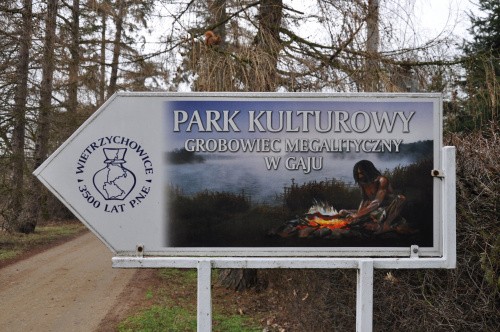 WIETRZYCHOWICE
3500 LAT P.N.E.
PARK KULTUROWY
GROBOWIEC MEGALITYCZNY
W GAJU